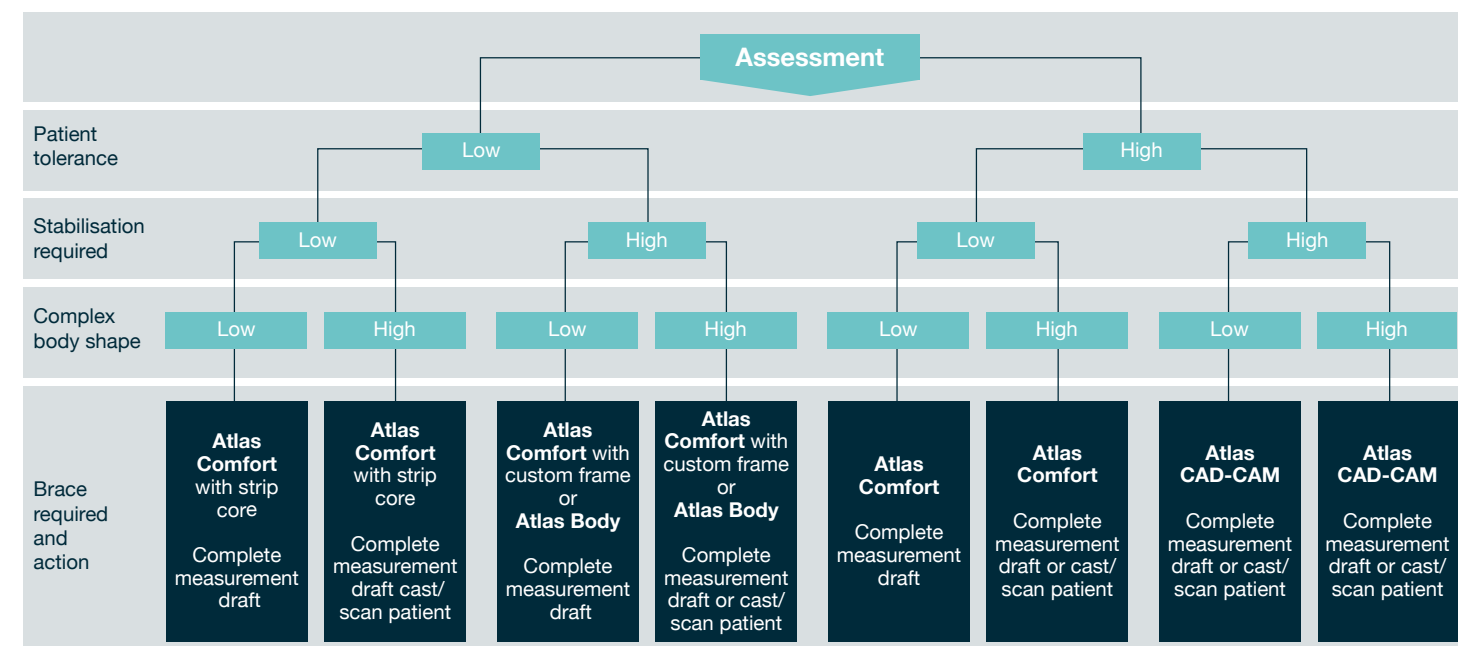 Assessment
Patient
tolerance
Low
High
Stabilisation
required
Low
High
Low
High
Complex
body shape
Low
High
Low
High
Low
High
Low
High
Brace
required
and
action
Atlas
Comfort
with strip
core
Complete
measurement
draft
Atlas
Comfort
with strip
core
Complete
measurement
draft cast/
scan patient
Atlas
Comfort with
custom frame
or
Atlas Body
Complete
measurement
draft
Atlas
Comfort with
custom frame
or
Atlas Body
Complete
measurement
draft or cast/
scan patient
Atlas
Comfort
Complete
measurement
draft
Atlas
Comfort
Complete
measurement
draft or cast/
scan patient
Atlas
CAD-CAM
Complete
measurement
draft or cast/
scan patient
Atlas
CAD-CAM
Complete
measurement
draft or cast/
scan patient